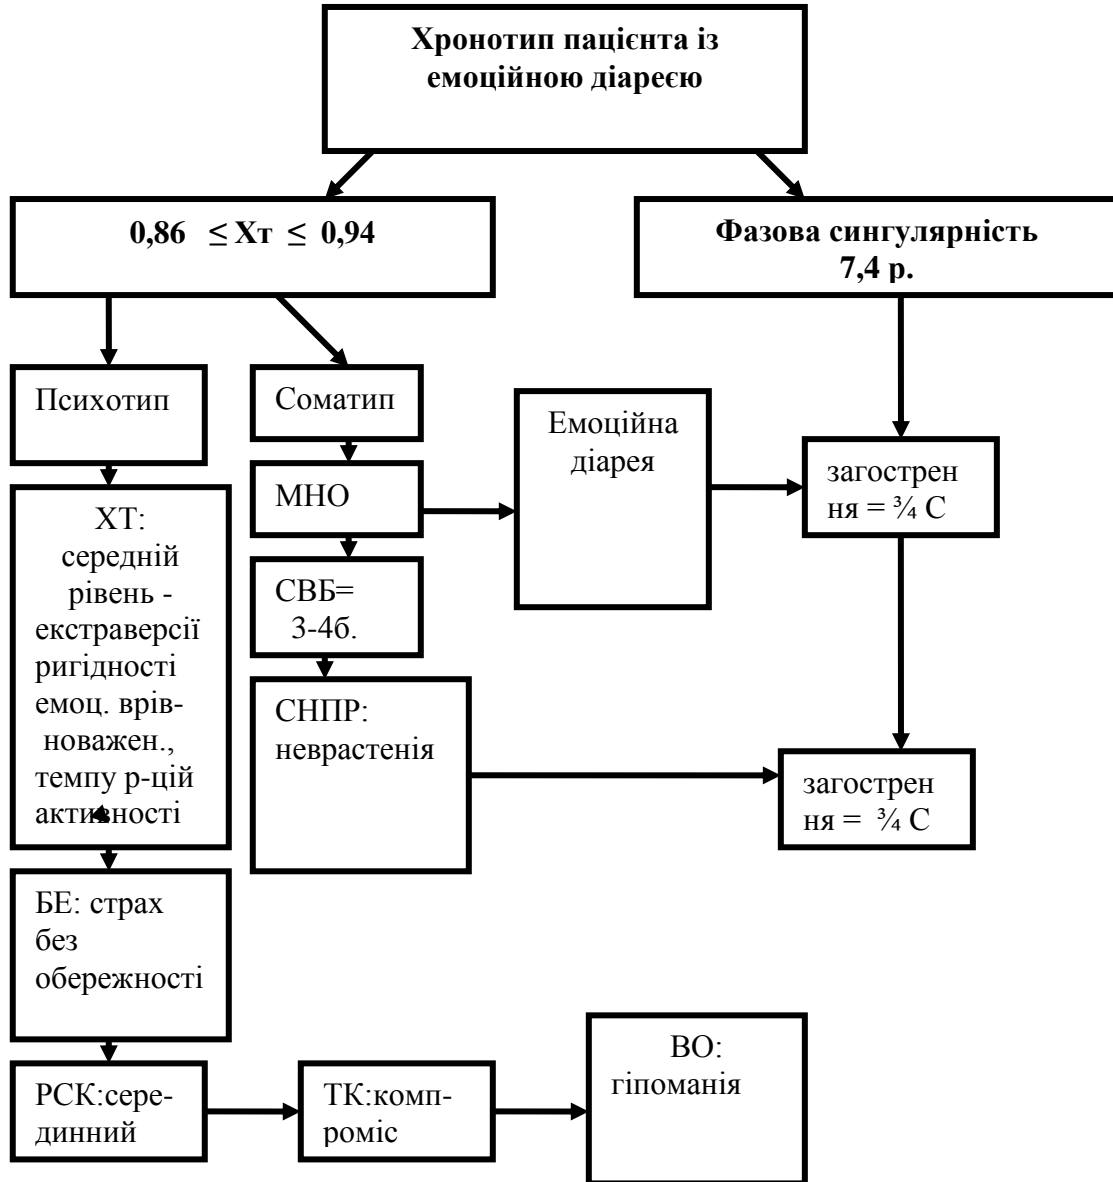 Хронотип пацієнта із
емоційною діареєю
0,86 ≤ Хт ≤ 0,94
Фазова сингулярність
7,4 р.
Психотип
Соматип
Емоційна
діарея
загострен
ня = ¾ С
МНО
ХТ:
середній
рівень -
екстраверсії
ригідності
емоц. врів-
новажен.,
темпу р-цій
активності
СВБ=
3-4б.
СНПР:
неврастенія
загострен
ня = ¾ С
БЕ: страх
без
обережності
РСК:сере-
динний
ТК:комп-
роміс
ВО:
гіпоманія